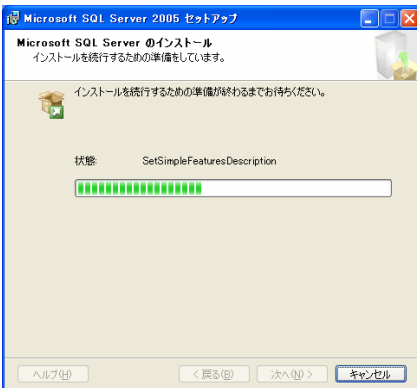 Microsoft SQL Server 2005 セットアップ
Microsoft SQL Server のインストール
インストールを続行するための準備をしています。
インストールを続行するための準備が終わるまでお待ちください。
状態: SetSimpleFeaturesDescription
ヘルプ(H) < 戻る(B) 次へ(N) > キャンセル